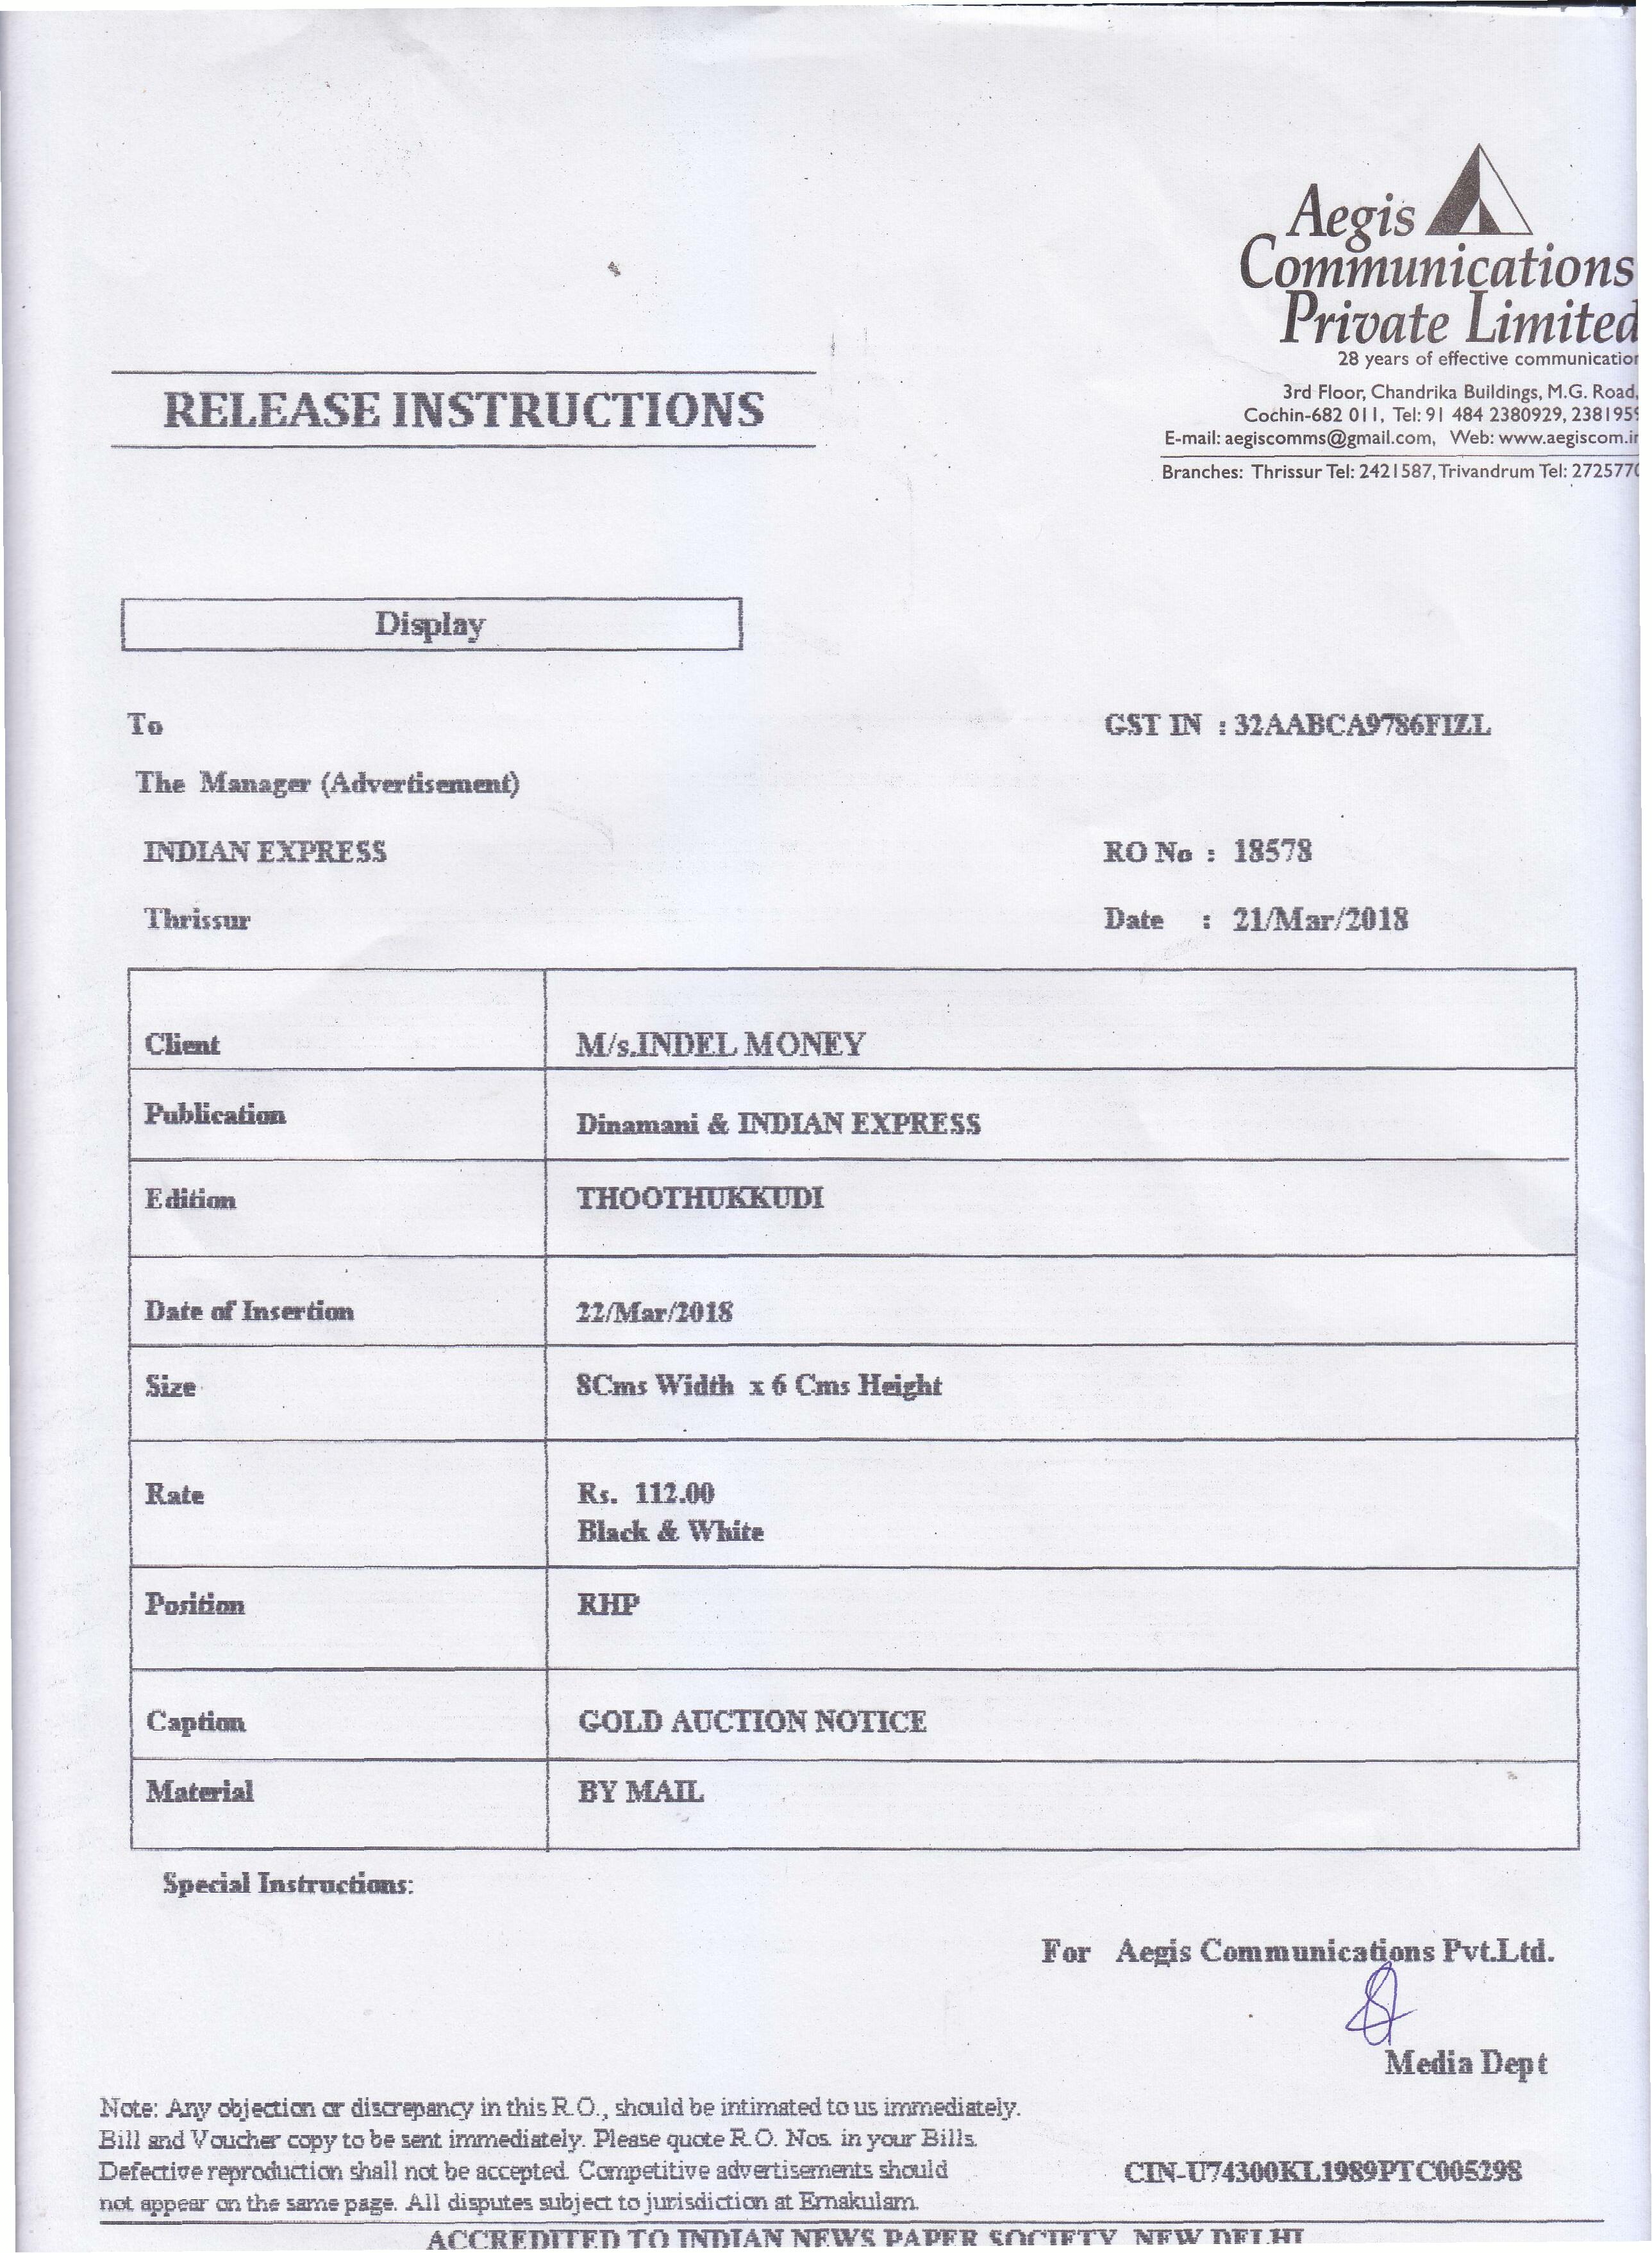 Aegis
Communications
Private Limited
28 years of effective communication
3rd Floor, Chandrika Buildings, M.G. Road,
Cochin-682 011, Tel: 91 484 2380929, 2381959
E-mail: aegiscomms@gmail.com, Web: www.aegiscom.in
Branches: Thrissur Tel: 2421587, Trivandrum Tel: 2725770
RELEASE INSTRUCTIONS
Display
To
GST IN : 32AABCA9786FIZL
The Manager (Advertisement)
INDIAN EXPRESS
RO No : 18578
Thrissur
Date : 21/Mar/2018
Client M/s.INDEL MONEY
Publication Dinamani & INDIAN EXPRESS
Edition THOOTHUKKUDI
Date of Insertion 22/Mar/2018
Size 8Cms Width x 6 Cms Height
Rate Rs. 112.00
Black & White
Position RHP
Caption GOLD AUCTION NOTICE
Material BY MAIL
Special Instructions:
For Aegis Communications Pvt.Ltd.
Media Dept
Note: Any objection or discrepancy in this R.O., should be intimated to us immediately.
Bill and Voucher copy to be sent immediately. Please quote R.O. Nos. in your Bills.
Defective reproduction shall not be accepted. Competitive advertisements should
not appear on the same page. All disputes subject to jurisdiction at Ernakulam.
CIN-U74300KL1989PTC005298
ACCREDITED TO INDIAN NEWS PAPER SOCIETY, NEW DELHI